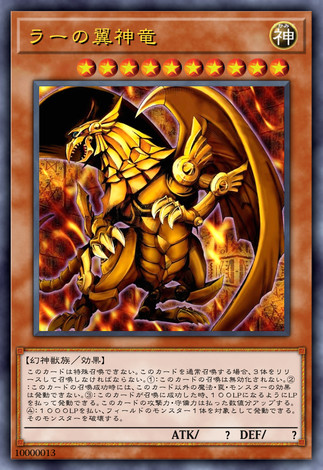 ラーの翼神竜
神
【幻神獣族／効果】
このカードは特殊召喚できない。このカードを通常召喚する場合、3体をリリ
ースして召喚しなければならない。①:このカードの召喚は無効化されない。②
:このカードの召喚成功時には、このカード以外の魔法・罠・モンスターの効果
は発動できない。③:このカードが召喚に成功した時、100LPになるようにLP
を払って発動できる。このカードの攻撃力・守備力は払った数値分アップする。
④:1000LPを払い、フィールドのモンスター1体を対象として発動できる。
そのモンスターを破壊する。
ATK/ ? DEF/ ?
10000013